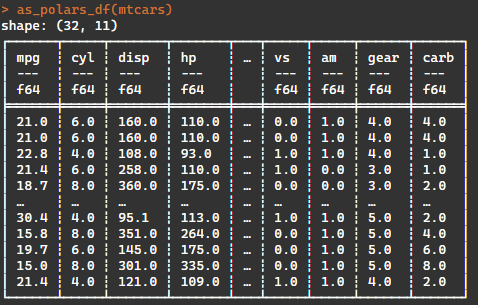 > as_polars_df(mtcars)
shape: (32, 11)
mpg cyl disp hp … vs am gear carb
--- --- --- --- --- --- --- ---
f64 f64 f64 f64 f64 f64 f64 f64
21.0 6.0 160.0 110.0 … 0.0 1.0 4.0 4.0
21.0 6.0 160.0 110.0 … 0.0 1.0 4.0 4.0
22.8 4.0 108.0 93.0 … 1.0 1.0 4.0 1.0
21.4 6.0 258.0 110.0 … 1.0 0.0 3.0 1.0
18.7 8.0 360.0 175.0 … 0.0 0.0 3.0 2.0
… … … … … … … … …
30.4 4.0 95.1 113.0 … 1.0 1.0 5.0 2.0
15.8 8.0 351.0 264.0 … 0.0 1.0 5.0 4.0
19.7 6.0 145.0 175.0 … 0.0 1.0 5.0 6.0
15.0 8.0 301.0 335.0 … 0.0 1.0 5.0 8.0
21.4 4.0 121.0 109.0 … 1.0 1.0 4.0 2.0